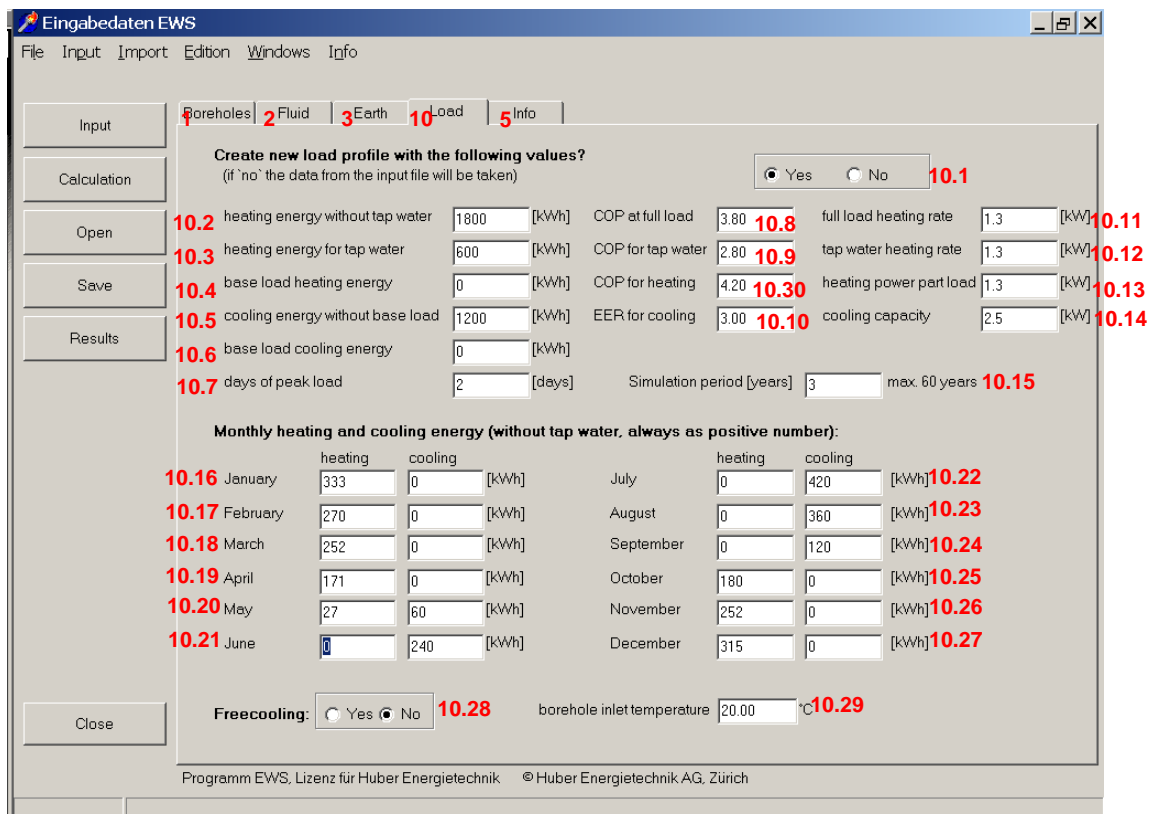 Eingabedaten EWS
File Input Import Edition Windows Info
Input
Calculation
Open
Save
Results
Close
1 Boreholes 2 Fluid 3 Earth 10 Load 5 Info
Create new load profile with the following values?
(if `no` the data from the input file will be taken)
Yes No 10.1
10.2 heating energy without tap water 1800 [kWh] COP at full load 3.80 10.8 full load heating rate 1.3 [kW] 10.11
10.3 heating energy for tap water 600 [kWh] COP for tap water 2.80 10.9 tap water heating rate 1.3 [kW] 10.12
10.4 base load heating energy 0 [kWh] COP for heating 4.20 10.30 heating power part load 1.3 [kW] 10.13
10.5 cooling energy without base load 1200 [kWh] EER for cooling 3.00 10.10 cooling capacity 2.5 [kW] 10.14
10.6 base load cooling energy 0 [kWh]
10.7 days of peak load 2 [days] Simulation period [years] 3 max. 60 years 10.15
Monthly heating and cooling energy (without tap water, always as positive number):
heating cooling heating cooling
10.16 January 333 0 [kWh] July 0 420 [kWh] 10.22
10.17 February 270 0 [kWh] August 0 360 [kWh] 10.23
10.18 March 252 0 [kWh] September 0 120 [kWh] 10.24
10.19 April 171 0 [kWh] October 180 0 [kWh] 10.25
10.20 May 27 60 [kWh] November 252 0 [kWh] 10.26
10.21 June 0 240 [kWh] December 315 0 [kWh] 10.27
Freecooling: Yes No 10.28 borehole inlet temperature 20.00 °C 10.29
Programm EWS, Lizenz für Huber Energietechnik © Huber Energietechnik AG, Zürich